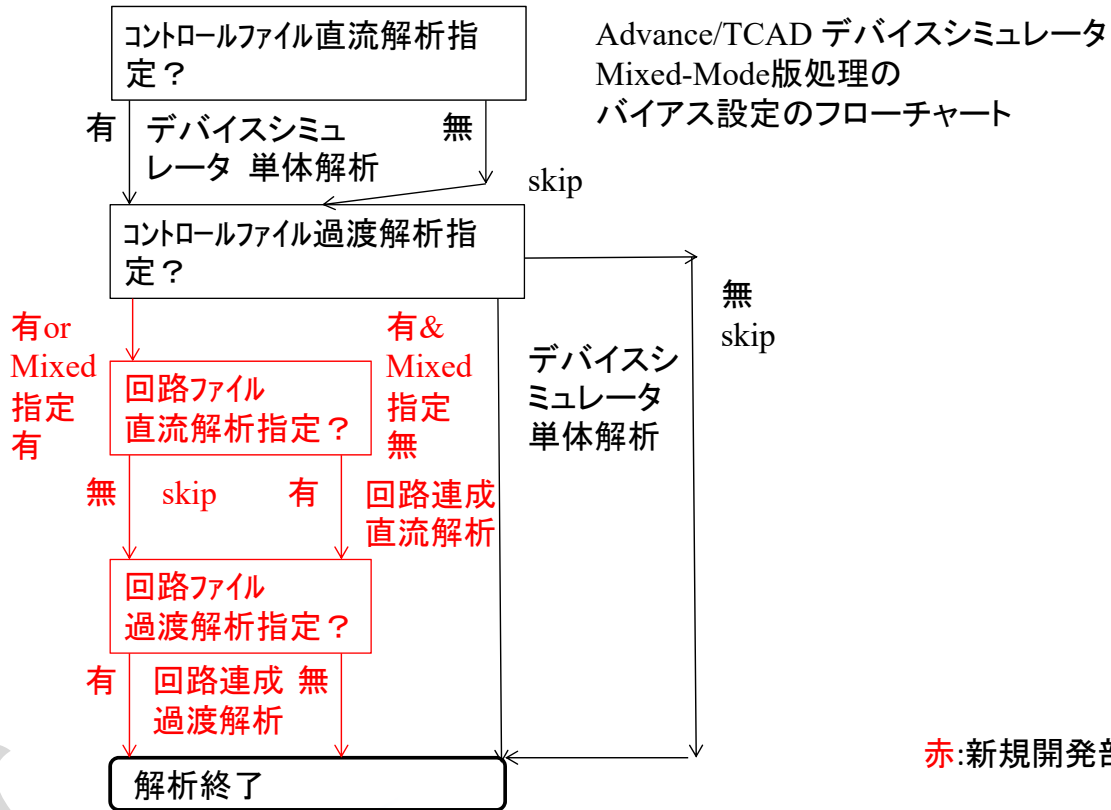 コントロールファイル直流解析指
定？
Advance/TCAD デバイスシミュレータ
Mixed-Mode版処理の
バイアス設定のフローチャート
有
デバイスシミュ
レータ 単体解析
無
skip
コントロールファイル過渡解析指
定？
無
skip
有or
Mixed
指定
有
有&
Mixed
指定
無
デバイスシ
ミュレータ
単体解析
回路ファイル
直流解析指定？
無
skip
有
回路連成
直流解析
回路ファイル
過渡解析指定？
有
回路連成
過渡解析
無
解析終了
赤:新規開発